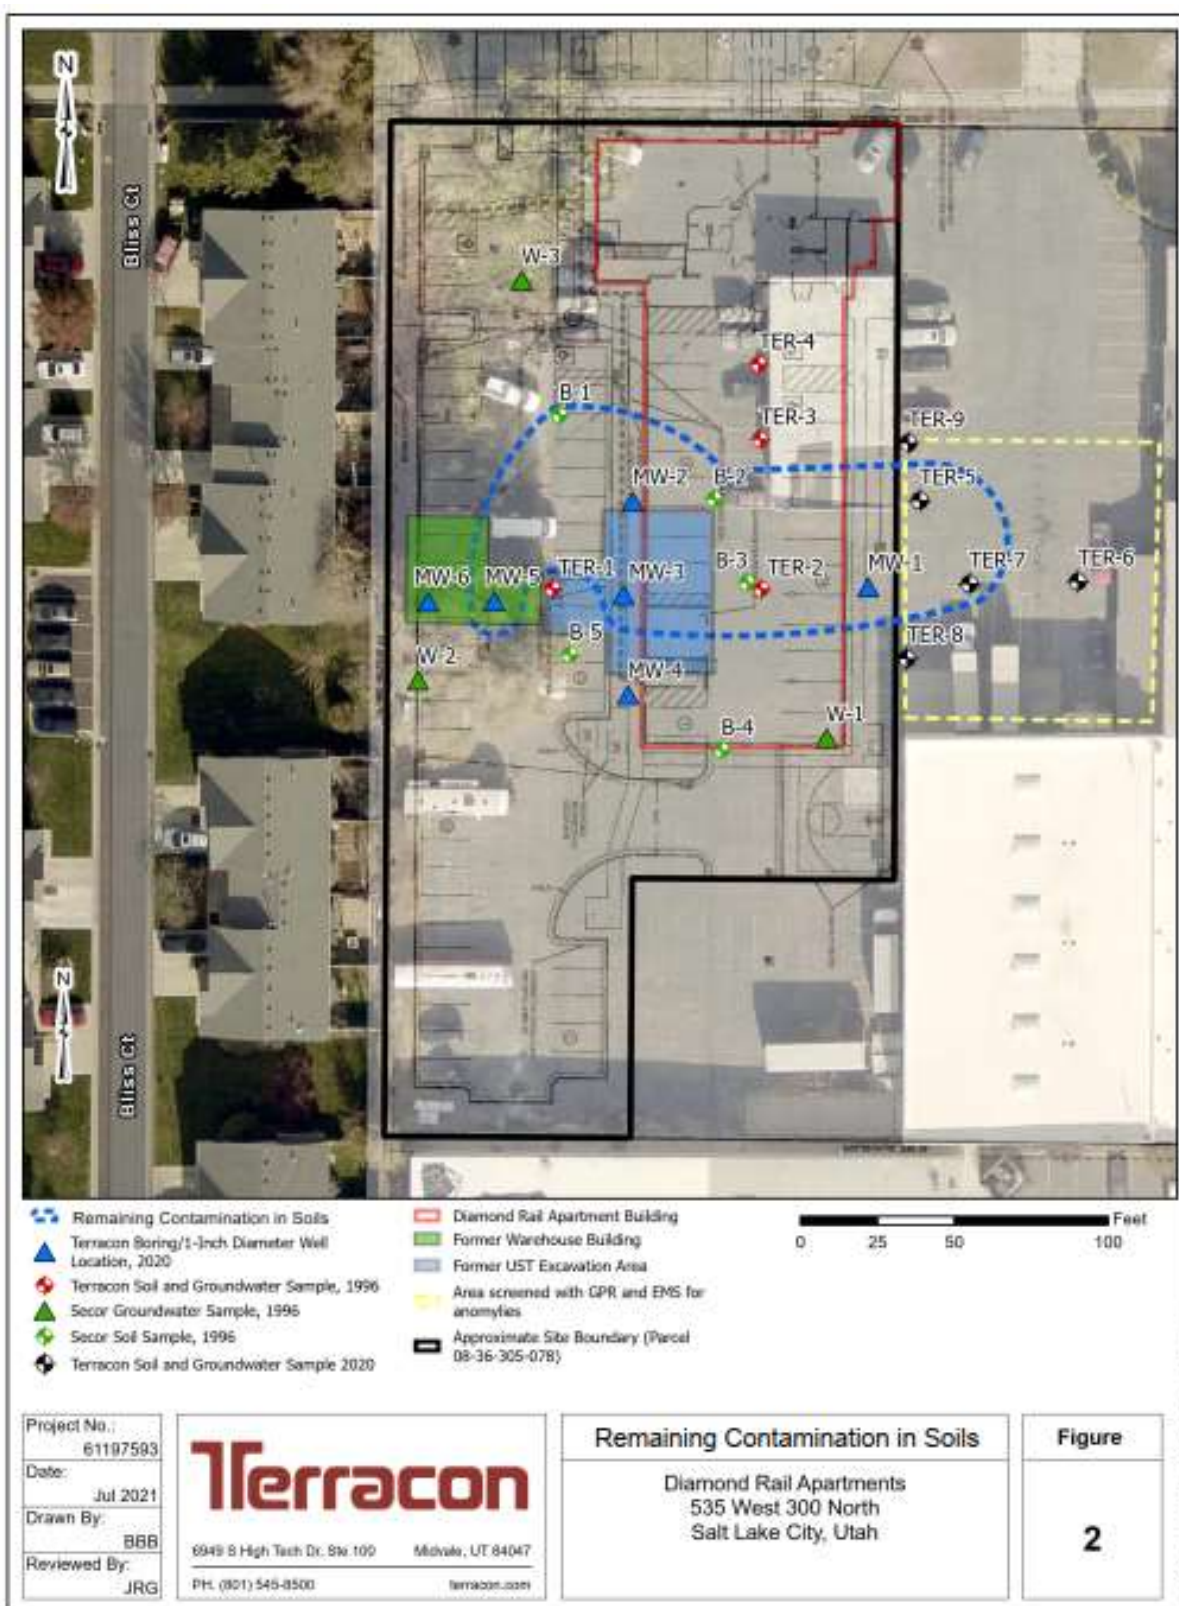 N
Bliss Ct
W-3
TER-4
B-1
TER-3
TER-9
MW-2
B-2
TER-5
MW-6
MW-5
TER-1
MW-3
B-3
TER-2
MW-1
TER-7
TER-6
B-5
TER-8
W-2
MW-4
W-1
B-4
N
Bliss Ct
Remaining Contamination in Soils
Terracon Boring/1-Inch Diameter Well
Location, 2020
Terracon Soil and Groundwater Sample, 1996
Secor Groundwater Sample, 1996
Secor Soil Sample, 1996
Terracon Soil and Groundwater Sample 2020
Diamond Rail Apartment Building
Former Warehouse Building
Former UST Excavation Area
Area screened with GPR and EMS for
anomylies
Approximate Site Boundary (Parcel
08-36-305-078)
Feet
0 25 50 100
Project No.:
61197593
Date:
Jul 2021
Drawn By:
BBB
Reviewed By:
JRG
Terracon
6949 S High Tech Dr, Ste 100 Midvale, UT 84047
PH. (801) 545-8500 terracon.com
Remaining Contamination in Soils
Diamond Rail Apartments
535 West 300 North
Salt Lake City, Utah
Figure
2